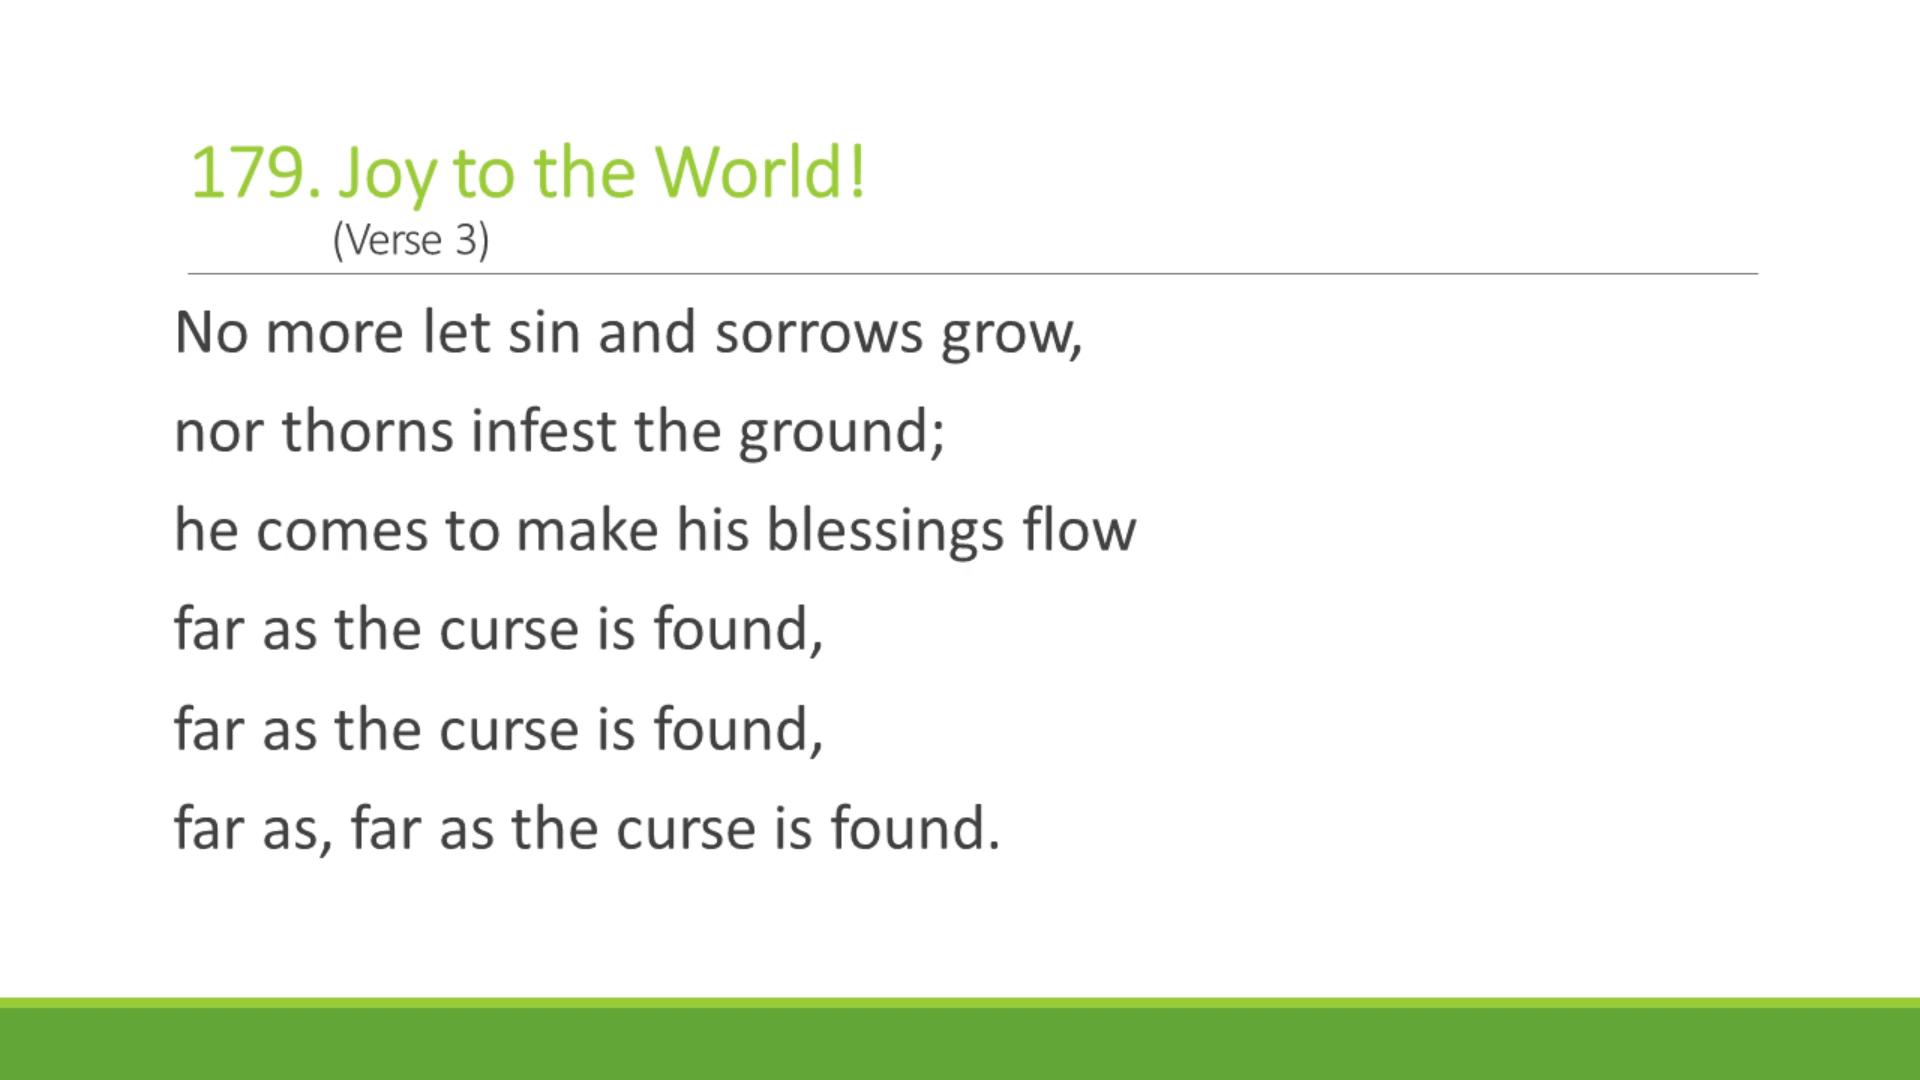 179. Joy to the World!
(Verse 3)
No more let sin and sorrows grow,
nor thorns infest the ground;
he comes to make his blessings flow
far as the curse is found,
far as the curse is found,
far as, far as the curse is found.